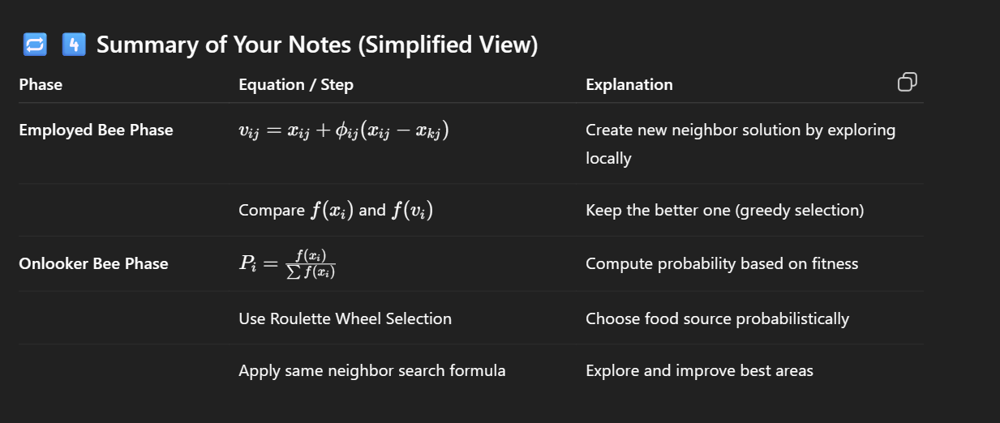 🔁 4️⃣ Summary of Your Notes (Simplified View)
Phase Equation / Step Explanation
Employed Bee Phase v_{ij} = x_{ij} + ϕ_{ij}(x_{ij} − x_{kj}) Create new neighbor solution by exploring
locally
Compare f(x_i) and f(v_i) Keep the better one (greedy selection)
Onlooker Bee Phase P_i = \frac{f(x_i)}{∑ f(x_i)} Compute probability based on fitness
Use Roulette Wheel Selection Choose food source probabilistically
Apply same neighbor search formula Explore and improve best areas